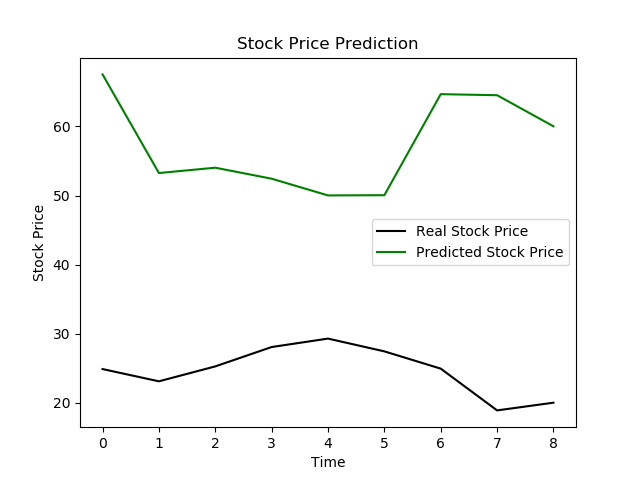 Stock Price Prediction
Stock Price
60
50
40
30
20
Real Stock Price
Predicted Stock Price
0 1 2 3 4 5 6 7 8
Time